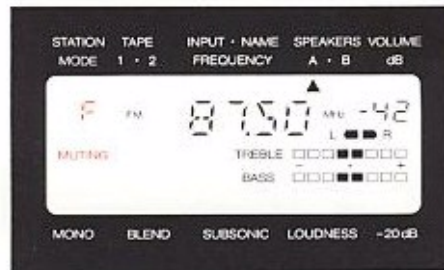 STATION TAPE INPUT · NAME SPEAKERS VOLUME
MODE 1 · 2 FREQUENCY A · B dB
F FM 87.50 MHz -42
L R
MUTING TREBLE
- · +
BASS
MONO BLEND SUBSONIC LOUDNESS -20dB